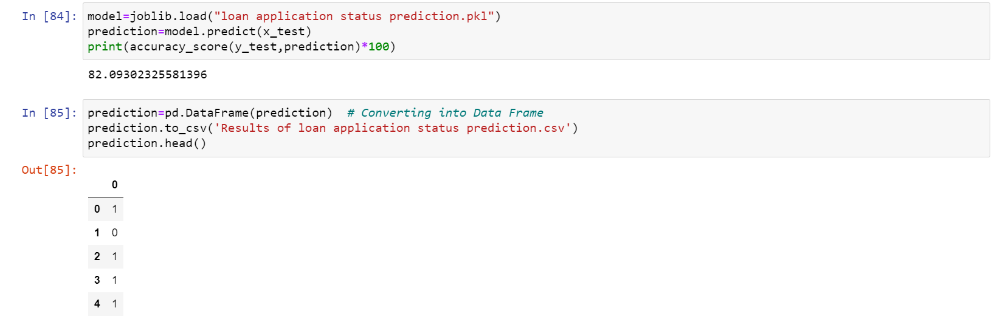 In [84]: model=joblib.load("loan application status prediction.pkl")
prediction=model.predict(x_test)
print(accuracy_score(y_test,prediction)*100)
82.09302325581396
In [85]: prediction=pd.DataFrame(prediction)  # Converting into Data Frame
prediction.to_csv('Results of loan application status prediction.csv')
prediction.head()
Out[85]:
0
0 1
1 0
2 1
3 1
4 1